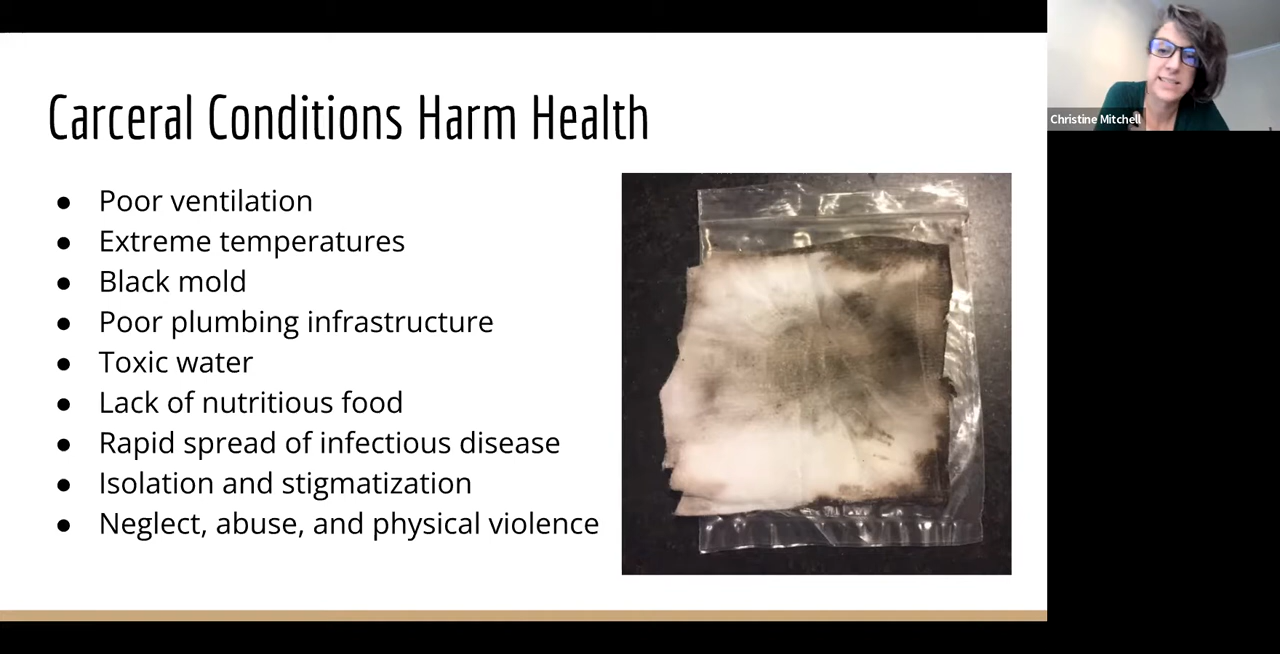 Carceral Conditions Harm Health
● Poor ventilation
● Extreme temperatures
● Black mold
● Poor plumbing infrastructure
● Toxic water
● Lack of nutritious food
● Rapid spread of infectious disease
● Isolation and stigmatization
● Neglect, abuse, and physical violence
Christine Mitchell